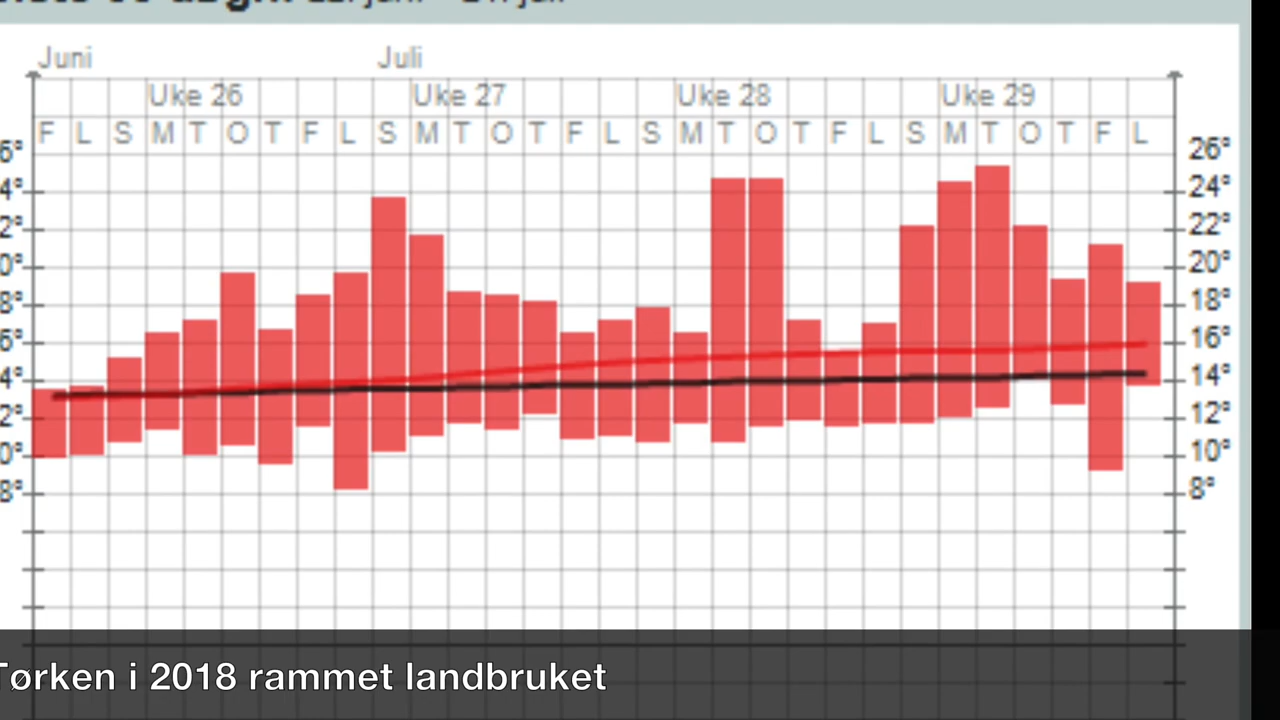 Juni Juli
Uke 26 Uke 27 Uke 28 Uke 29
F L S M T O T F L S M T O T F L S M T O T F L S M T O T F L
26°
24°
22°
20°
18°
16°
14°
12°
10°
8°
Tørken i 2018 rammet landbruket